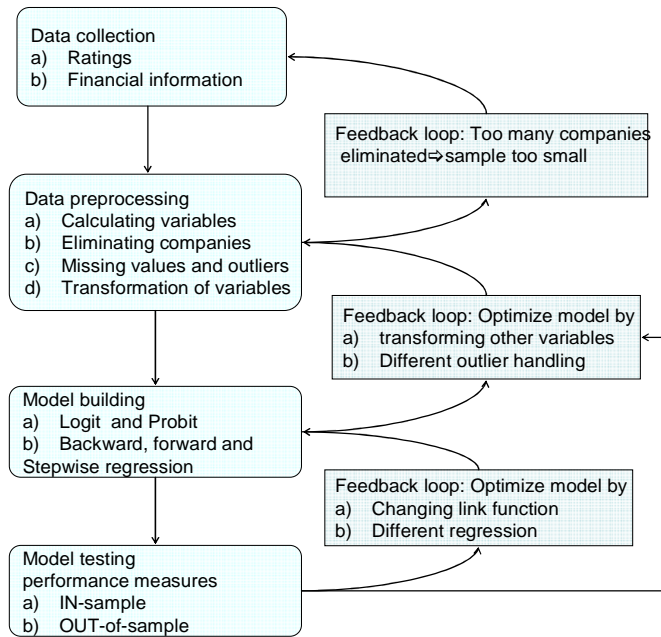 Data collection
a) Ratings
b) Financial information
Feedback loop: Too many companies
eliminated⇨sample too small
Data preprocessing
a) Calculating variables
b) Eliminating companies
c) Missing values and outliers
d) Transformation of variables
Feedback loop: Optimize model by
a) transforming other variables
b) Different outlier handling
Model building
a) Logit and Probit
b) Backward, forward and
Stepwise regression
Feedback loop: Optimize model by
a) Changing link function
b) Different regression
Model testing
performance measures
a) IN-sample
b) OUT-of-sample